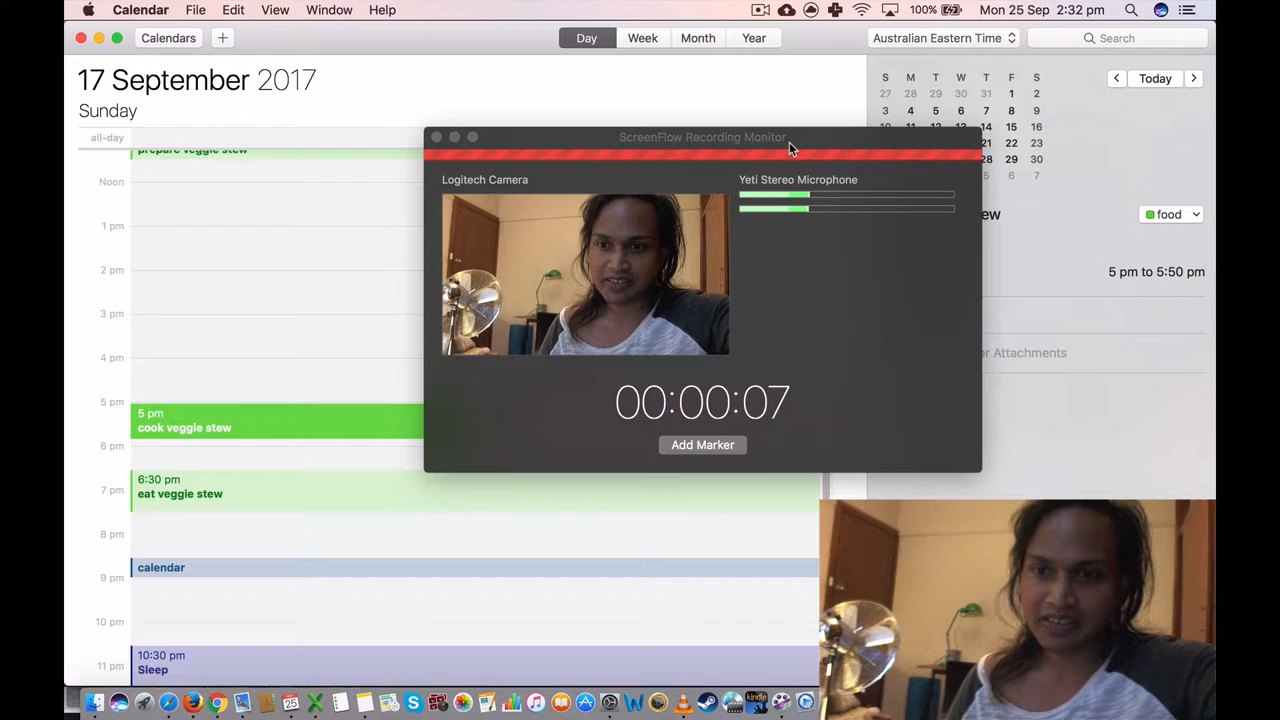 Calendar File Edit View Window Help 100% Mon 25 Sep 2:32 pm
Calendars + Day Week Month Year Australian Eastern Time Search
17 September 2017
Sunday
S M T W T F S
< Today >
27 28 29 30 31 1 2
3 4 5 6 7 8 9
10 11 12 13 14 15 16
28 29 30
5 6 7
all-day
prepare veggie stew
Noon
1 pm
2 pm
3 pm
4 pm
5 pm
6 pm
7 pm
8 pm
9 pm
10 pm
11 pm
5 pm
cook veggie stew
6:30 pm
eat veggie stew
calendar
10:30 pm
Sleep
ScreenFlow Recording Monitor
Logitech Camera
Yeti Stereo Microphone
00:00:07
Add Marker
food
5 pm to 5:50 pm
Attachments
25
kindle